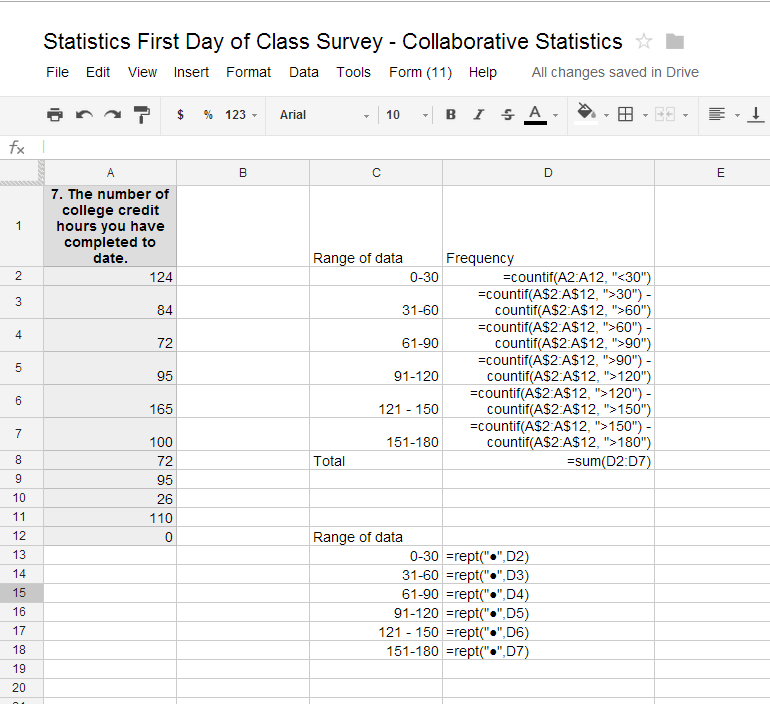 Statistics First Day of Class Survey - Collaborative Statistics
File Edit View Insert Format Data Tools Form (11) Help All changes saved in Drive
$ % 123 Arial 10 B I S A
fx
A B C D E
7. The number of
college credit
hours you have
completed to
1 date. Range of data Frequency
2 124 0-30 =countif(A2:A12, "<30")
=countif(A$2:A$12, ">30") -
3 84 31-60 countif(A$2:A$12, ">60")
=countif(A$2:A$12, ">60") -
4 72 61-90 countif(A$2:A$12, ">90")
=countif(A$2:A$12, ">90") -
5 95 91-120 countif(A$2:A$12, ">120")
=countif(A$2:A$12, ">120") -
6 165 121 - 150 countif(A$2:A$12, ">150")
=countif(A$2:A$12, ">150") -
7 100 151-180 countif(A$2:A$12, ">180")
8 72 Total =sum(D2:D7)
9 95
10 26
11 110
12 0 Range of data
13 0-30 =rept("●",D2)
14 31-60 =rept("●",D3)
15 61-90 =rept("●",D4)
16 91-120 =rept("●",D5)
17 121 - 150 =rept("●",D6)
18 151-180 =rept("●",D7)
19
20